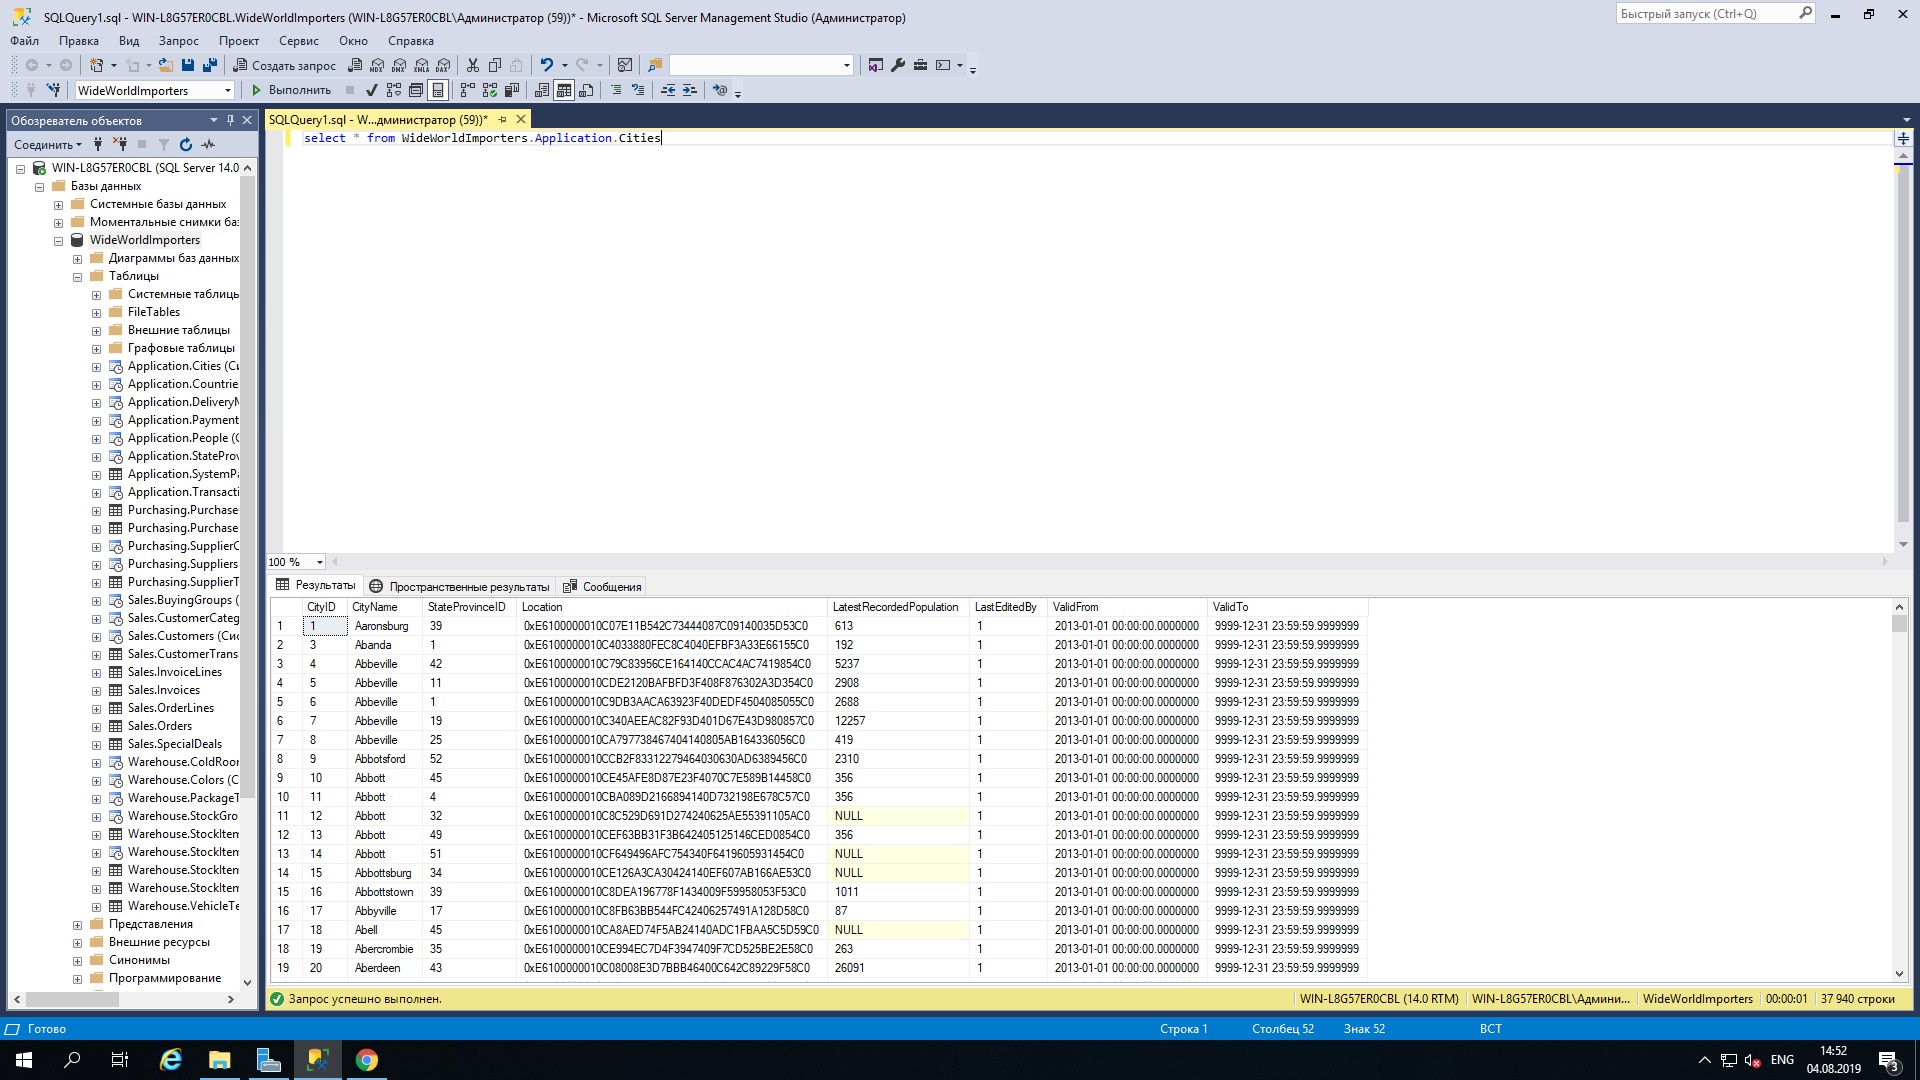 SQLQuery1.sql - WIN-L8G57ER0CBL.WideWorldImporters (WIN-L8G57ER0CBL\Администратор (59))* - Microsoft SQL Server Management Studio (Администратор)
Быстрый запуск (Ctrl+Q)
Файл Правка Вид Запрос Проект Сервис Окно Справка
Создать запрос MDX DMX XMLA DAX
WideWorldImporters Выполнить
Обозреватель объектов
SQLQuery1.sql - W...дминистратор (59))*
Соединить
select * from WideWorldImporters.Application.Cities
WIN-L8G57ER0CBL (SQL Server 14.0
Базы данных
Системные базы данных
Моментальные снимки баз
WideWorldImporters
Диаграммы баз данных
Таблицы
Системные таблицы
FileTables
Внешние таблицы
Графовые таблицы
Application.Cities (Си
Application.Countrie
Application.DeliveryM
Application.Payment
Application.People (С
Application.StateProv
Application.SystemPa
Application.Transacti
Purchasing.Purchase
Purchasing.Purchase
Purchasing.SupplierC
Purchasing.Suppliers
Purchasing.SupplierT
Sales.BuyingGroups (
Sales.CustomerCateg
Sales.Customers (Сис
Sales.CustomerTrans
Sales.InvoiceLines
Sales.Invoices
Sales.OrderLines
Sales.Orders
Sales.SpecialDeals
Warehouse.ColdRoor
Warehouse.Colors (С
Warehouse.PackageT
Warehouse.StockGro
Warehouse.StockItem
Warehouse.StockItem
Warehouse.StockItem
Warehouse.StockItem
Warehouse.VehicleTe
Представления
Внешние ресурсы
Синонимы
Программирование
100 %
Результаты Пространственные результаты Сообщения
CityID CityName StateProvinceID Location LatestRecordedPopulation LastEditedBy ValidFrom ValidTo
1 1 Aaronsburg 39 0xE6100000010C07E11B542C73444087C09140035D53C0 613 1 2013-01-01 00:00:00.0000000 9999-12-31 23:59:59.9999999
2 3 Abanda 1 0xE6100000010C4033880FEC8C4040EFBF3A33E66155C0 192 1 2013-01-01 00:00:00.0000000 9999-12-31 23:59:59.9999999
3 4 Abbeville 42 0xE6100000010C79C83956CE164140CCAC4AC7419854C0 5237 1 2013-01-01 00:00:00.0000000 9999-12-31 23:59:59.9999999
4 5 Abbeville 11 0xE6100000010CDE2120BAFBFD3F408F876302A3D354C0 2908 1 2013-01-01 00:00:00.0000000 9999-12-31 23:59:59.9999999
5 6 Abbeville 1 0xE6100000010C9DB3AACA63923F40DEDF4504085055C0 2688 1 2013-01-01 00:00:00.0000000 9999-12-31 23:59:59.9999999
6 7 Abbeville 19 0xE6100000010C340AEEAC82F93D401D67E43D980857C0 12257 1 2013-01-01 00:00:00.0000000 9999-12-31 23:59:59.9999999
7 8 Abbeville 25 0xE6100000010CA797738467404140805AB164336056C0 419 1 2013-01-01 00:00:00.0000000 9999-12-31 23:59:59.9999999
8 9 Abbotsford 52 0xE6100000010CCB2F83312279464030630AD6389456C0 2310 1 2013-01-01 00:00:00.0000000 9999-12-31 23:59:59.9999999
9 10 Abbott 45 0xE6100000010CE45AFE8D87E23F4070C7E589B14458C0 356 1 2013-01-01 00:00:00.0000000 9999-12-31 23:59:59.9999999
10 11 Abbott 4 0xE6100000010CBA089D2166894140D732198E678C57C0 356 1 2013-01-01 00:00:00.0000000 9999-12-31 23:59:59.9999999
11 12 Abbott 32 0xE6100000010C8C529D691D274240625AE55391105AC0 NULL 1 2013-01-01 00:00:00.0000000 9999-12-31 23:59:59.9999999
12 13 Abbott 49 0xE6100000010CEF63BB31F3B642405125146CED0854C0 356 1 2013-01-01 00:00:00.0000000 9999-12-31 23:59:59.9999999
13 14 Abbott 51 0xE6100000010CF649496AFC754340F6419605931454C0 NULL 1 2013-01-01 00:00:00.0000000 9999-12-31 23:59:59.9999999
14 15 Abbottsburg 34 0xE6100000010CE126A3CA30424140EF607AB166AE53C0 NULL 1 2013-01-01 00:00:00.0000000 9999-12-31 23:59:59.9999999
15 16 Abbottstown 39 0xE6100000010C8DEA196778F1434009F59958053F53C0 1011 1 2013-01-01 00:00:00.0000000 9999-12-31 23:59:59.9999999
16 17 Abbyville 17 0xE6100000010C8FB63BB544FC42406257491A128D58C0 87 1 2013-01-01 00:00:00.0000000 9999-12-31 23:59:59.9999999
17 18 Abell 45 0xE6100000010CA8AED74F5AB24140ADC1FBAA5C5D59C0 NULL 1 2013-01-01 00:00:00.0000000 9999-12-31 23:59:59.9999999
18 19 Abercrombie 35 0xE6100000010CE994EC7D4F3947409F7CD525BE2E58C0 263 1 2013-01-01 00:00:00.0000000 9999-12-31 23:59:59.9999999
19 20 Aberdeen 43 0xE6100000010C08008E3D7BBB46400C642C89229F58C0 26091 1 2013-01-01 00:00:00.0000000 9999-12-31 23:59:59.9999999
Запрос успешно выполнен. WIN-L8G57ER0CBL (14.0 RTM) WIN-L8G57ER0CBL\Админи... WideWorldImporters 00:00:01 37 940 строки
Готово Строка 1 Столбец 52 Знак 52 ВСТ
ENG 14:52
04.08.2019 3